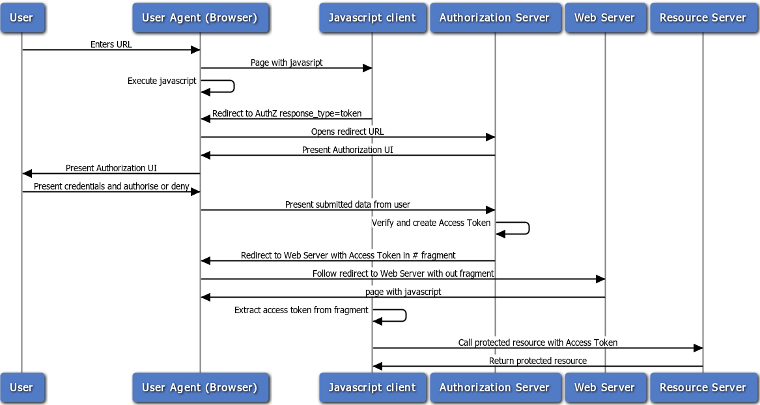 User
User Agent (Browser)
Javascript client
Authorization Server
Web Server
Resource Server
Enters URL
Page with javasript
Execute javascript
Redirect to AuthZ response_type=token
Opens redirect URL
Present Authorization UI
Present Authorization UI
Present credentials and authorise or deny
Present submitted data from user
Verify and create Access Token
Redirect to Web Server with Access Token in # fragment
Follow redirect to Web Server with out fragment
page with javascript
Extract access token from fragment
Call protected resource with Access Token
Return protected resource
User
User Agent (Browser)
Javascript client
Authorization Server
Web Server
Resource Server